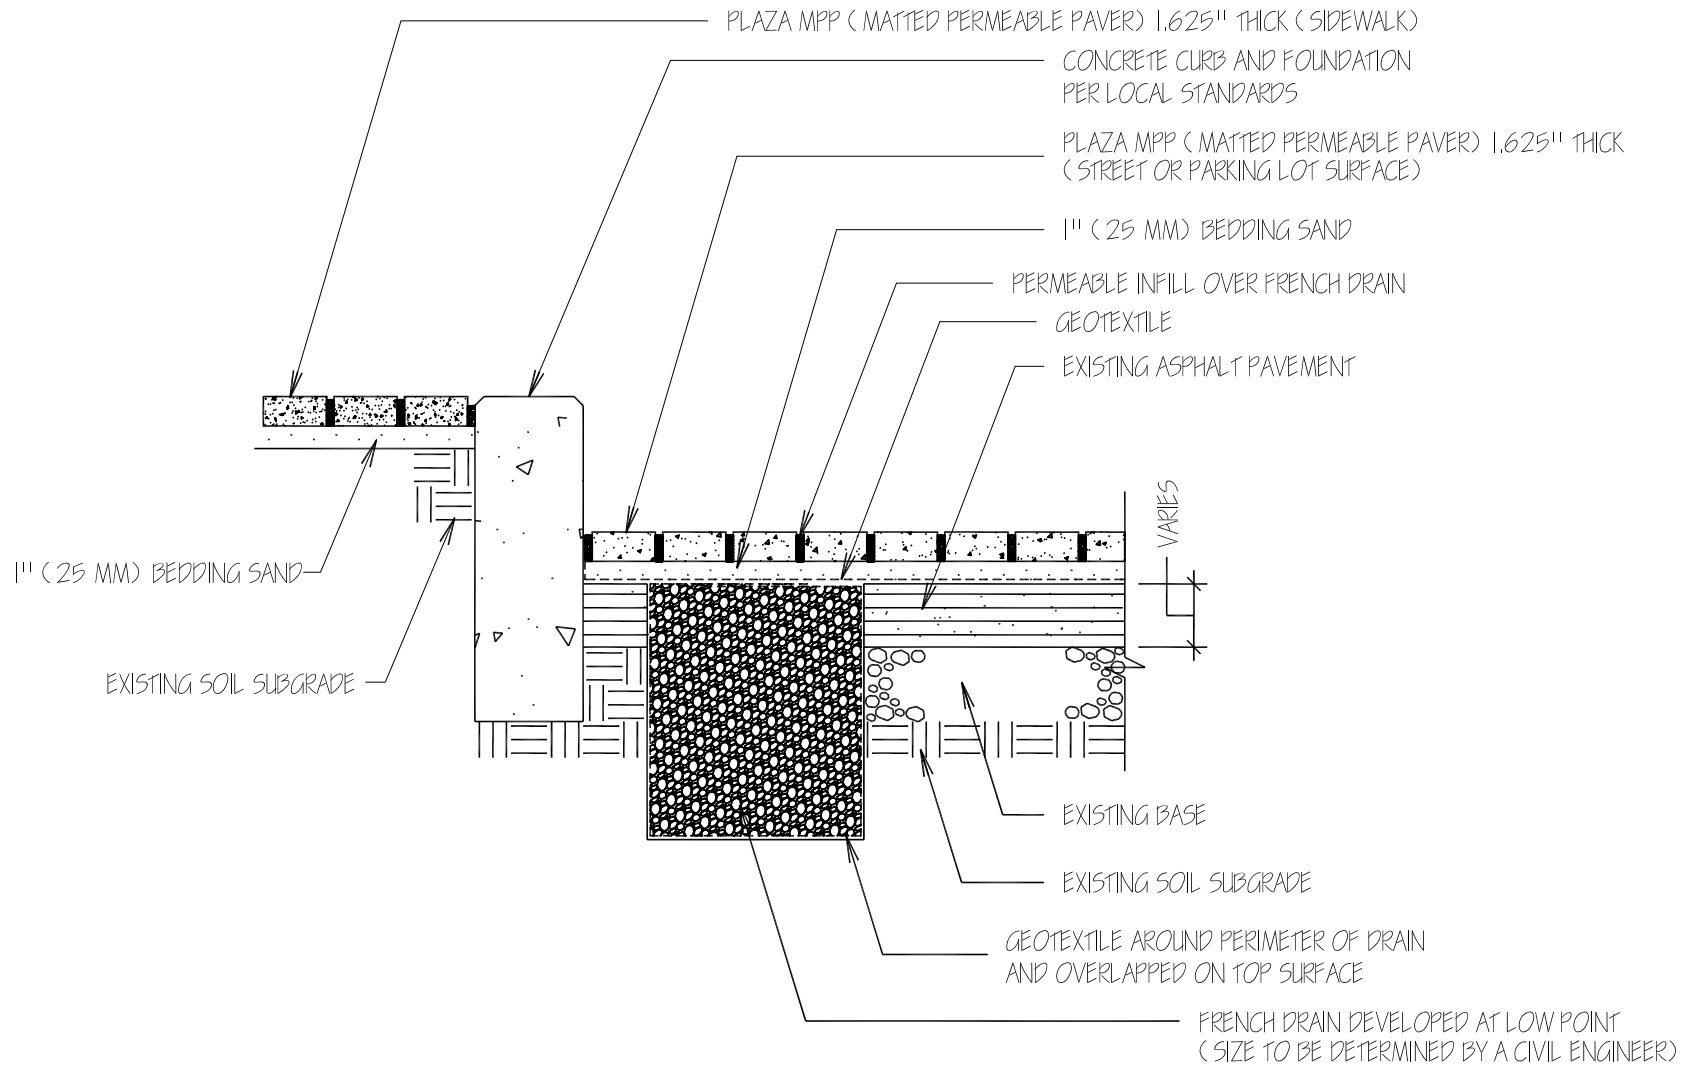 PLAZA MPP (MATTED PERMEABLE PAVER) 1.625" THICK (SIDEWALK)
CONCRETE CURB AND FOUNDATION
PER LOCAL STANDARDS
PLAZA MPP (MATTED PERMEABLE PAVER) 1.625" THICK
(STREET OR PARKING LOT SURFACE)
1" (25 MM) BEDDING SAND
PERMEABLE INFILL OVER FRENCH DRAIN
GEOTEXTILE
EXISTING ASPHALT PAVEMENT
VARIES
1" (25 MM) BEDDING SAND
EXISTING SOIL SUBGRADE
EXISTING BASE
EXISTING SOIL SUBGRADE
GEOTEXTILE AROUND PERIMETER OF DRAIN
AND OVERLAPPED ON TOP SURFACE
FRENCH DRAIN DEVELOPED AT LOW POINT
(SIZE TO BE DETERMINED BY A CIVIL ENGINEER)